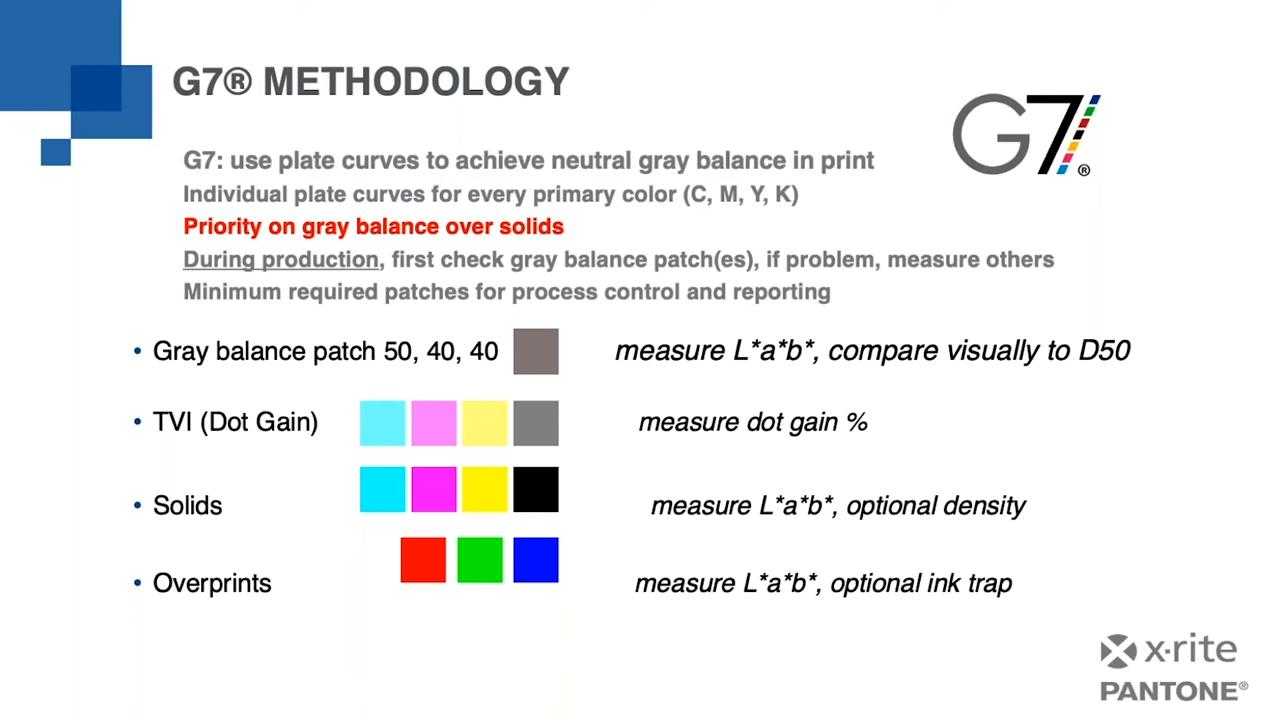 G7® METHODOLOGY
G7®
G7: use plate curves to achieve neutral gray balance in print
Individual plate curves for every primary color (C, M, Y, K)
Priority on gray balance over solids
During production, first check gray balance patch(es), if problem, measure others
Minimum required patches for process control and reporting
• Gray balance patch 50, 40, 40 measure L*a*b*, compare visually to D50
• TVI (Dot Gain) measure dot gain %
• Solids measure L*a*b*, optional density
• Overprints measure L*a*b*, optional ink trap
x·rite
PANTONE®